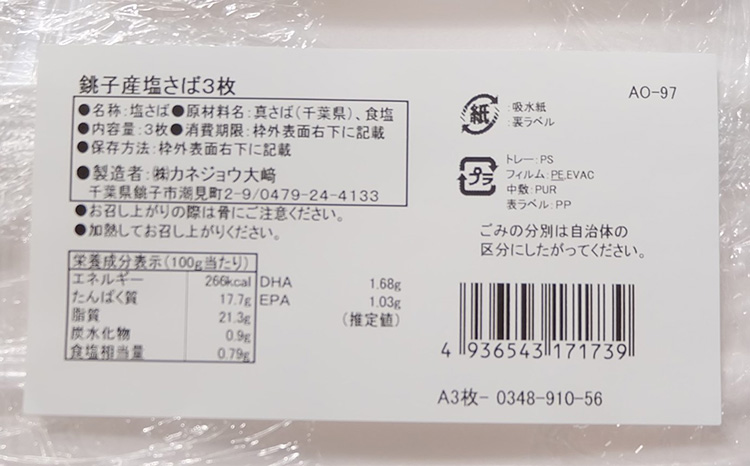 銚子産塩さば3枚
●名称:塩さば●原材料名:真さば(千葉県)、食塩
●内容量:3枚●消費期限:枠外表面右下に記載
●保存方法:枠外表面右下に記載
●製造者:㈱カネジョウ大﨑
千葉県銚子市潮見町2-9/0479-24-4133
●お召し上がりの際は骨にご注意ください。
●加熱してお召し上がりください。
栄養成分表示(100g当たり)
エネルギー 266kcal DHA 1.68g
たんぱく質 17.7g EPA 1.03g
脂質 21.3g (推定値)
炭水化物 0.9g
食塩相当量 0.79g
AO-97
紙 :吸水紙
:裏ラベル
プラ トレー:PS
フィルム:PE,EVAC
中敷:PUR
表ラベル:PP
ごみの分別は自治体の
区分にしたがってください。
4 936543 171739
A3枚- 0348-910-56